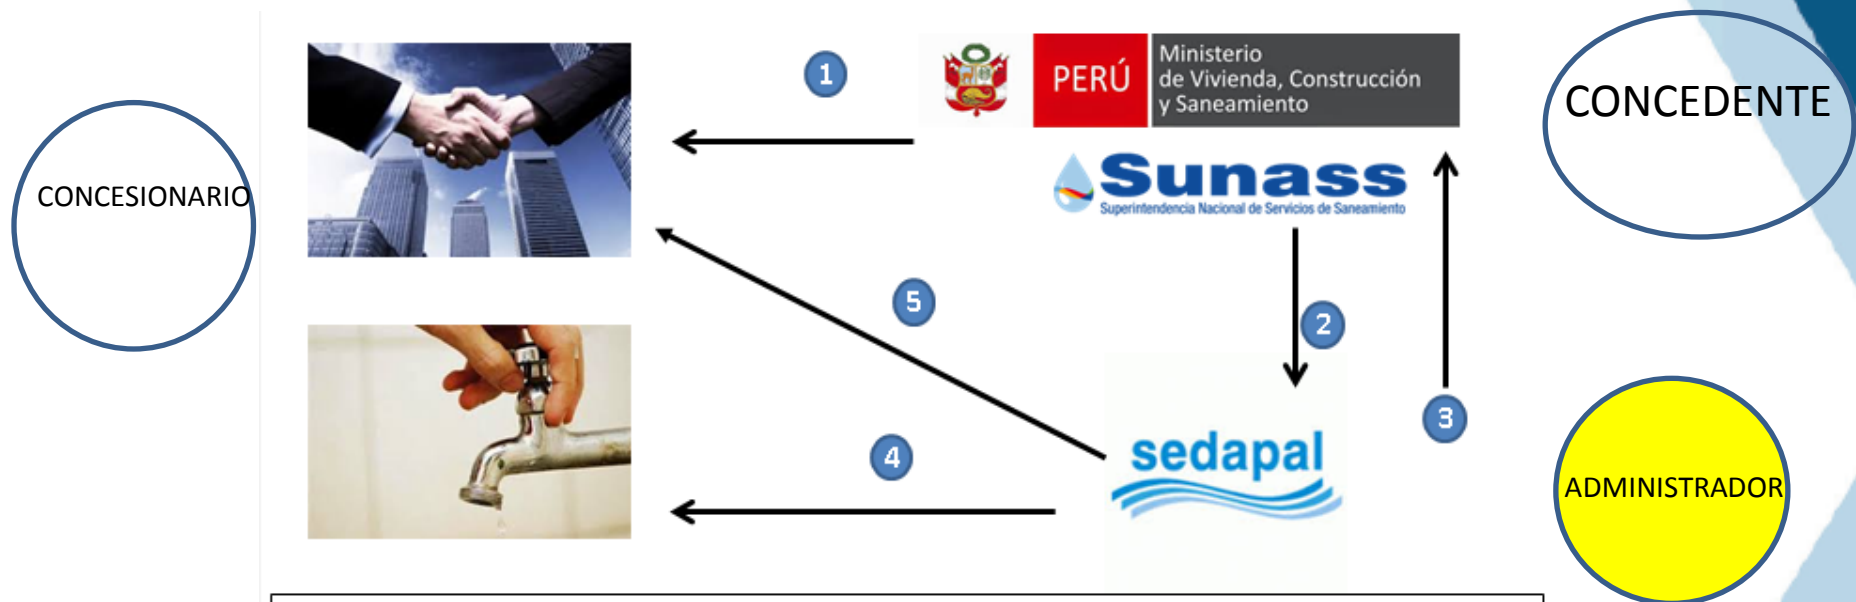 1
PERÚ
Ministerio
de Vivienda, Construcción
y Saneamiento
CONCEDENTE
CONCESIONARIO
Sunass
Superintendencia Nacional de Servicios de Saneamiento
5
2
3
4
sedapal
ADMINISTRADOR